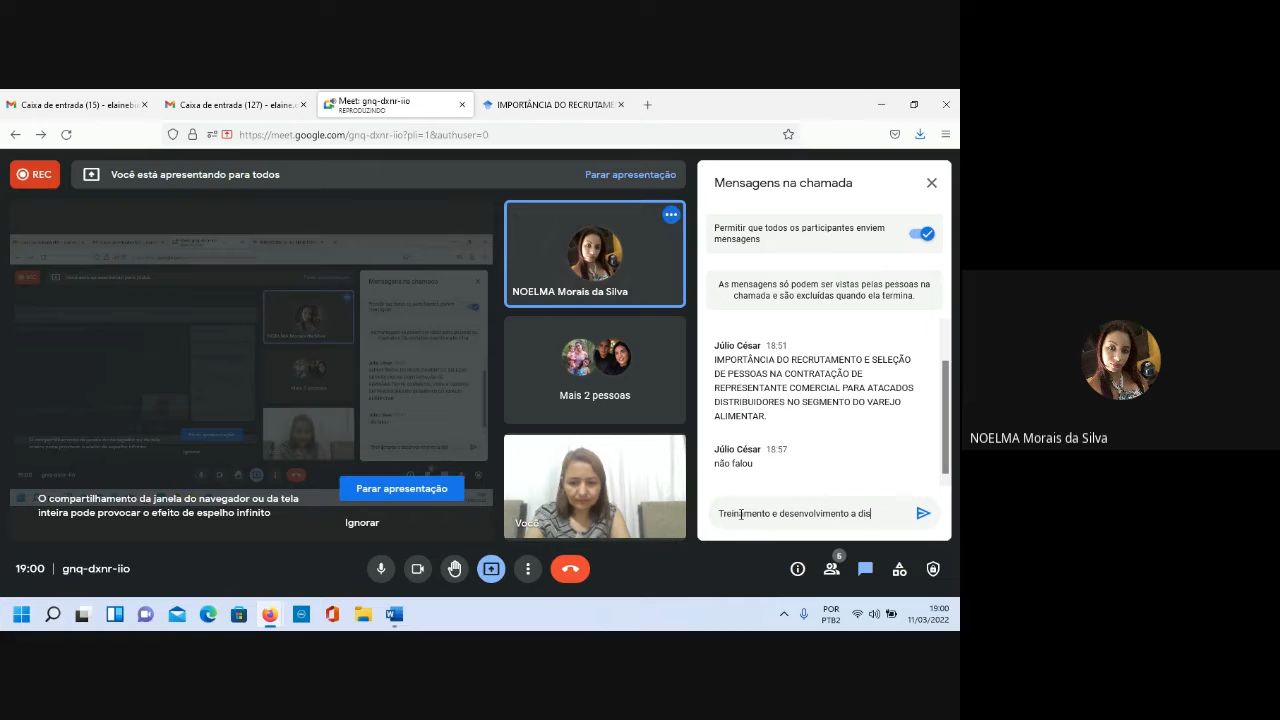 Caixa de entrada (15) - elainebi
Caixa de entrada (127) - elaine.c
Meet: gnq-dxnr-iio
REPRODUZINDO
IMPORTÂNCIA DO RECRUTAME
https://meet.google.com/gnq-dxnr-iio?pli=1&authuser=0
REC
Você está apresentando para todos
Parar apresentação
Mensagens na chamada
Permitir que todos os participantes enviem
mensagens
As mensagens só podem ser vistas pelas pessoas na
chamada e são excluídas quando ela termina.
NOELMA Morais da Silva
Mais 2 pessoas
Você
Júlio César 18:51
IMPORTÂNCIA DO RECRUTAMENTO E SELEÇÃO
DE PESSOAS NA CONTRATAÇÃO DE
REPRESENTANTE COMERCIAL PARA ATACADOS
DISTRIBUIDORES NO SEGMENTO DO VAREJO
ALIMENTAR.
Júlio César 18:57
não falou
Treinamento e desenvolvimento a dis
O compartilhamento da janela do navegador ou da tela
inteira pode provocar o efeito de espelho infinito
Parar apresentação
Ignorar
19:00 | gnq-dxnr-iio
6
POR
PTB2
19:00
11/03/2022
NOELMA Morais da Silva